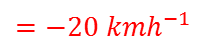 = −20 kmh⁻¹